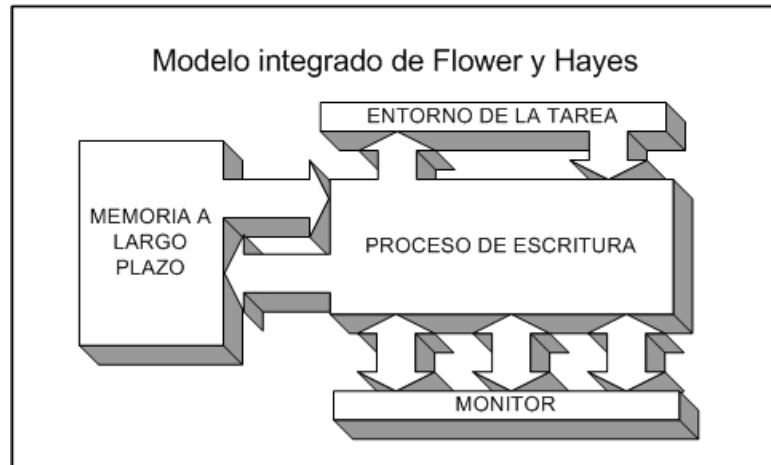 Modelo integrado de Flower y Hayes
ENTORNO DE LA TAREA
MEMORIA A
LARGO
PLAZO
PROCESO DE ESCRITURA
MONITOR